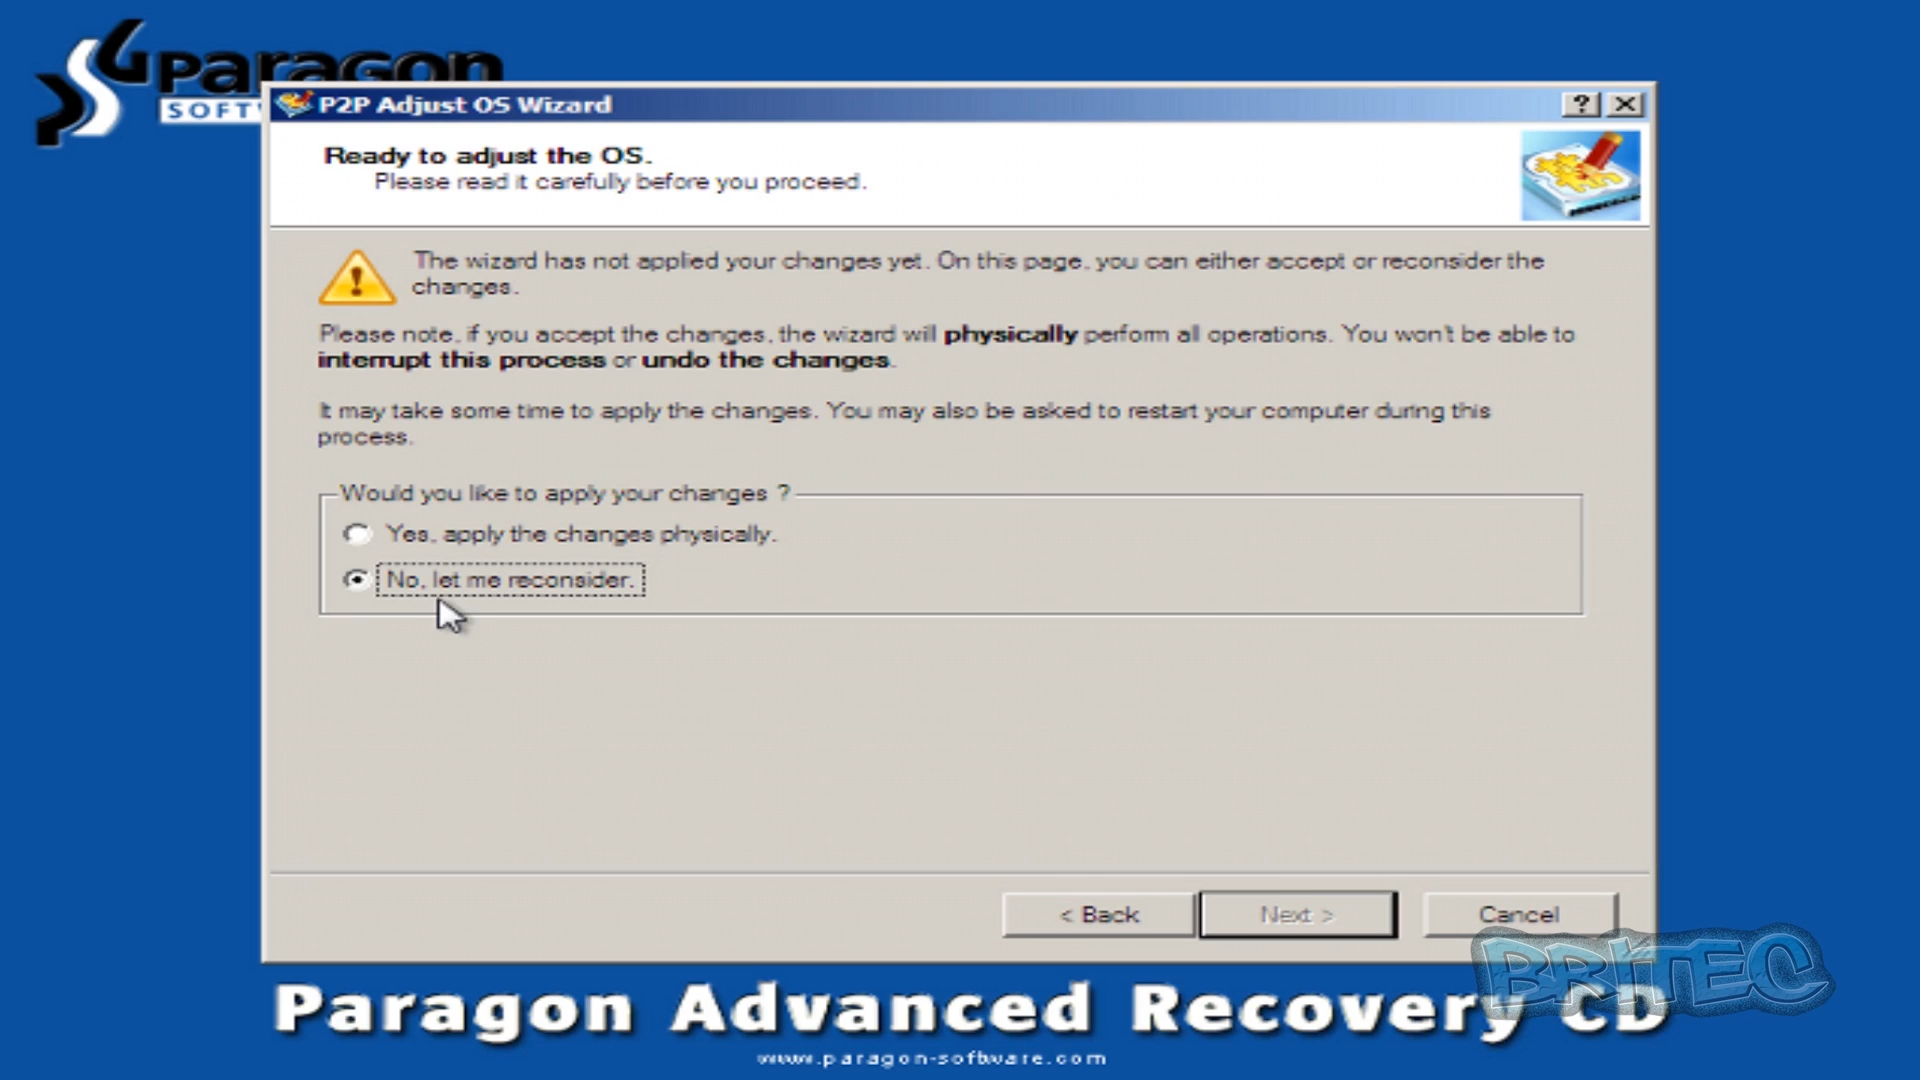 Paragon
SOFTW
P2P Adjust OS Wizard
Ready to adjust the OS.
Please read it carefully before you proceed.
The wizard has not applied your changes yet. On this page, you can either accept or reconsider the
changes.
Please note, if you accept the changes, the wizard will physically perform all operations. You won't be able to
interrupt this process or undo the changes.
It may take some time to apply the changes. You may also be asked to restart your computer during this
process.
Would you like to apply your changes ?
Yes, apply the changes physically.
No, let me reconsider.
< Back
Next >
Cancel
BRITEC
Paragon Advanced Recovery CD
www.paragon-software.com